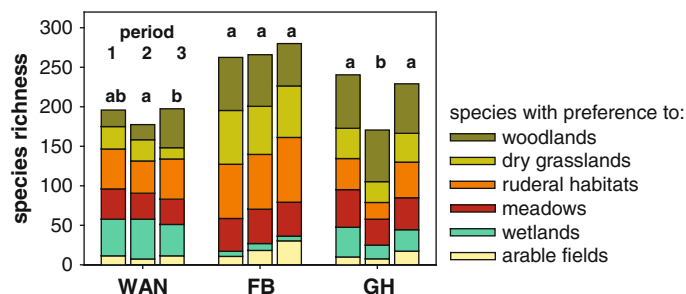 300
250
200
150
100
50
0
species richness
period
1 2 3
ab a b
a a a
a b a
WAN FB GH
species with preference to:
woodlands
dry grasslands
ruderal habitats
meadows
wetlands
arable fields